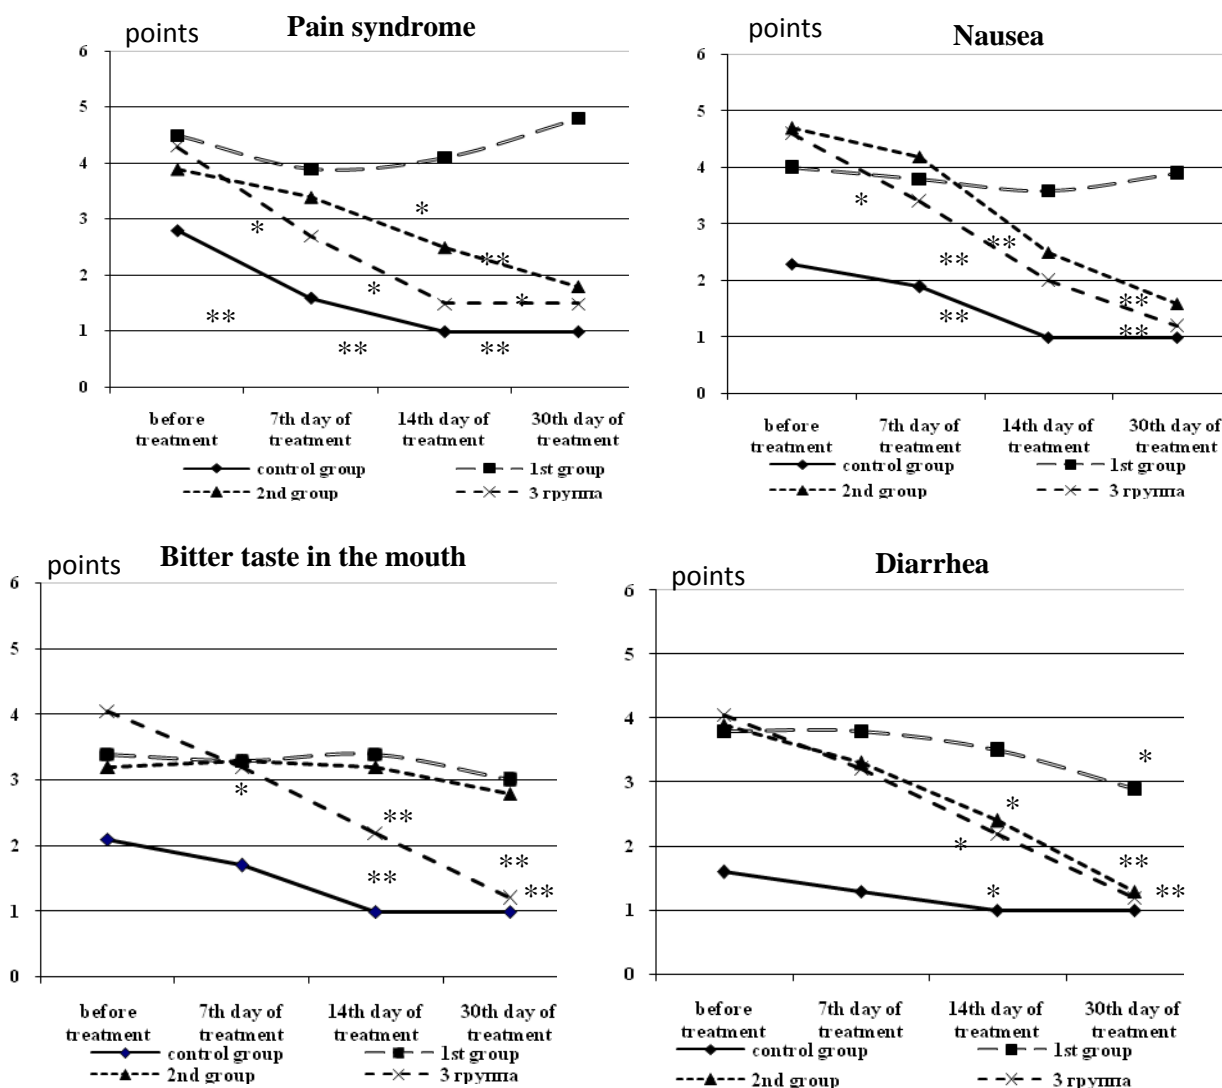 points
Pain syndrome
6
5
4
3
2
1
0
*
*
**
*
*
**
**
**
before treatment
7th day of treatment
14th day of treatment
30th day of treatment
control group
1st group
2nd group
3 группа
points
Nausea
6
5
4
3
2
1
0
*
**
**
**
**
**
before treatment
7th day of treatment
14th day of treatment
30th day of treatment
control group
1st group
2nd group
3 группа
points
Bitter taste in the mouth
6
5
4
3
2
1
0
*
**
**
**
**
before treatment
7th day of treatment
14th day of treatment
30th day of treatment
control group
1st group
2nd group
3 группа
points
Diarrhea
6
5
4
3
2
1
0
*
*
*
**
*
**
before treatment
7th day of treatment
14th day of treatment
30th day of treatment
control group
1st group
2nd group
3 группа